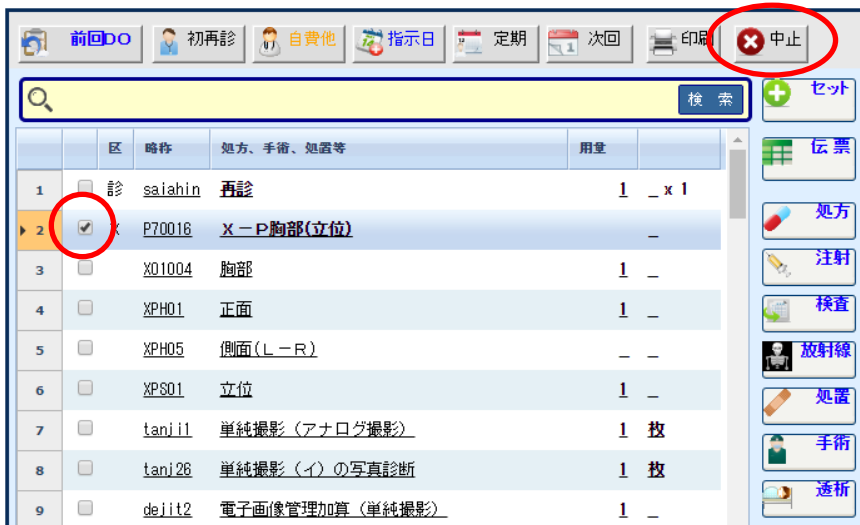 前回DO 初再診 自費他 指示日 定期 1 次回 印刷 中止
検 索 セット
区 略称 処方、手術、処置等 用量 伝票
1 診 saiahin 再診 1 _ x 1
2 X P70016 X－P胸部(立位) _ 処方
3 X01004 胸部 1 _ 注射
4 XPH01 正面 1 _ 検査
5 XPH05 側面(L－R) _ _ 放射線
6 XPS01 立位 1 _ 処置
7 tanji1 単純撮影（アナログ撮影） 1 枚 手術
8 tanj26 単純撮影（イ）の写真診断 1 枚
9 dejit2 電子画像管理加算（単純撮影） 1 _ 透析